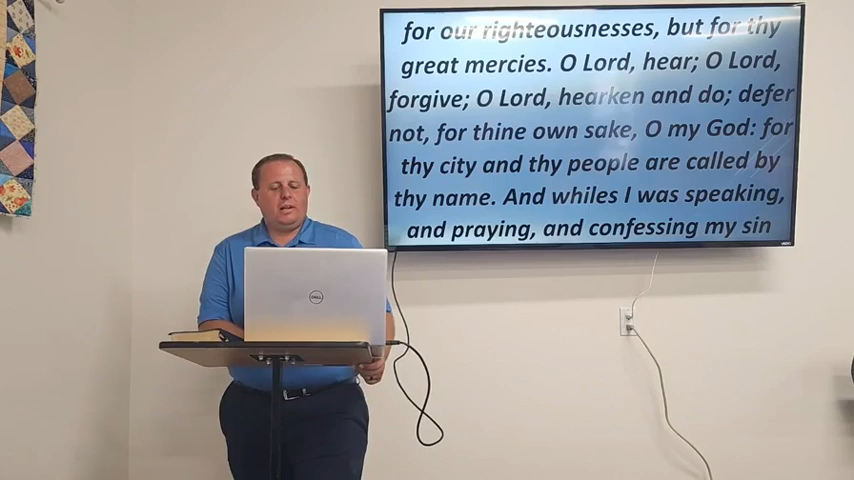 for our righteousnesses, but for thy
great mercies. O Lord, hear; O Lord,
forgive; O Lord, hearken and do; defer
not, for thine own sake, O my God: for
thy city and thy people are called by
thy name. And whiles I was speaking,
and praying, and confessing my sin
DELL